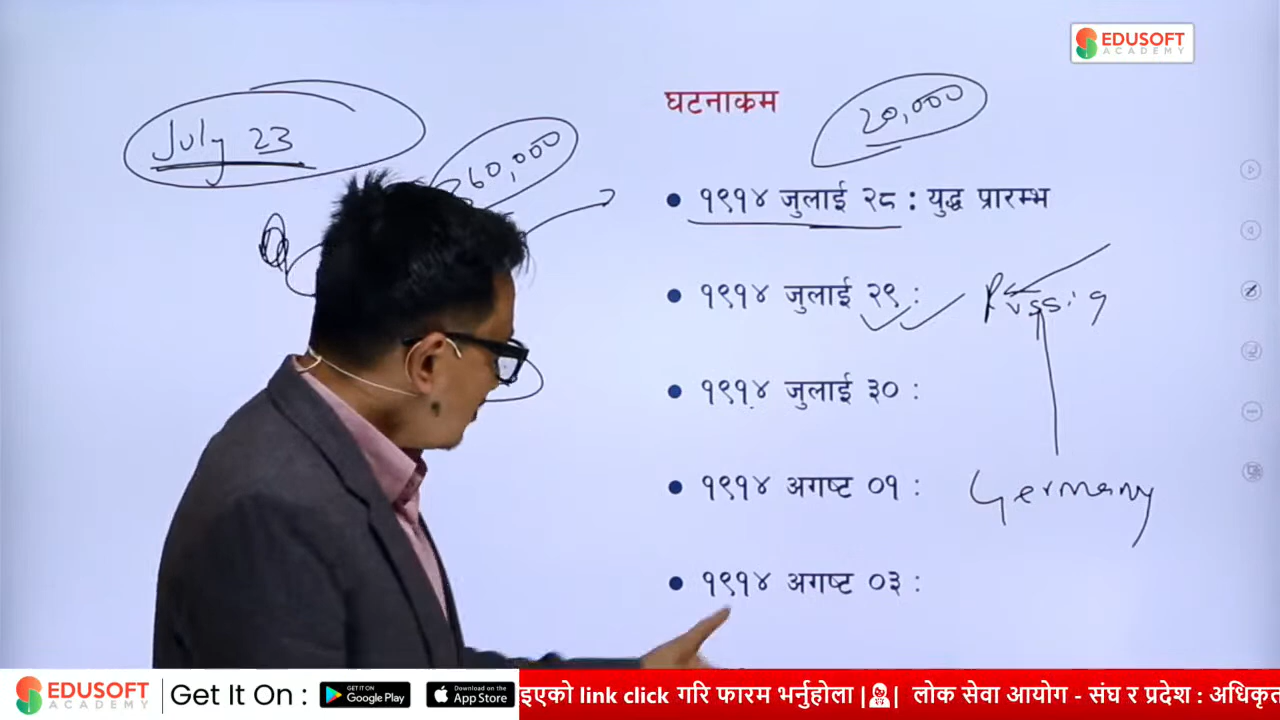 EDUSOFT
ACADEMY
घटनाक्रम
20,000
July 23
60,000
• १९१४ जुलाई २८ : युद्ध प्रारम्भ
• १९१४ जुलाई २९ : Russia
• १९१४ जुलाई ३० :
• १९१४ अगष्ट ०१ : Germany
• १९१४ अगष्ट ०३ :
EDUSOFT
ACADEMY
Get It On :
GET IT ON
Google Play
Download on the
App Store
इएको link click गरि फारम भर्नुहोला | | लोक सेवा आयोग - संघ र प्रदेश : अधिकृत